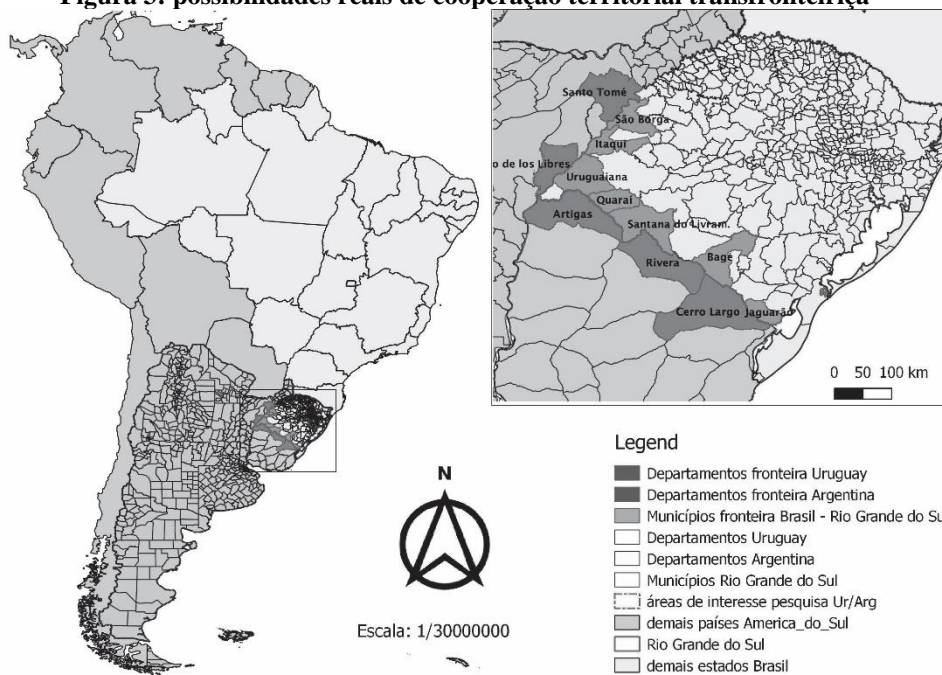 Figura 3: possibilidades reais de cooperação territorial transfronteiriça
Santo Tomé
São Borga
Itaqui
o de los Libres
Uruguaiana
Quaraí
Artigas
Santana do Livram.
Rivera
Bagé
Cerro Largo
Jaguarão
0 50 100 km
N
Escala: 1/30000000
Legend
Departamentos fronteira Uruguay
Departamentos fronteira Argentina
Municípios fronteira Brasil - Rio Grande do Su
Departamentos Uruguay
Departamentos Argentina
Municípios Rio Grande do Sul
áreas de interesse pesquisa Ur/Arg
demais países America_do_Sul
Rio Grande do Sul
demais estados Brasil